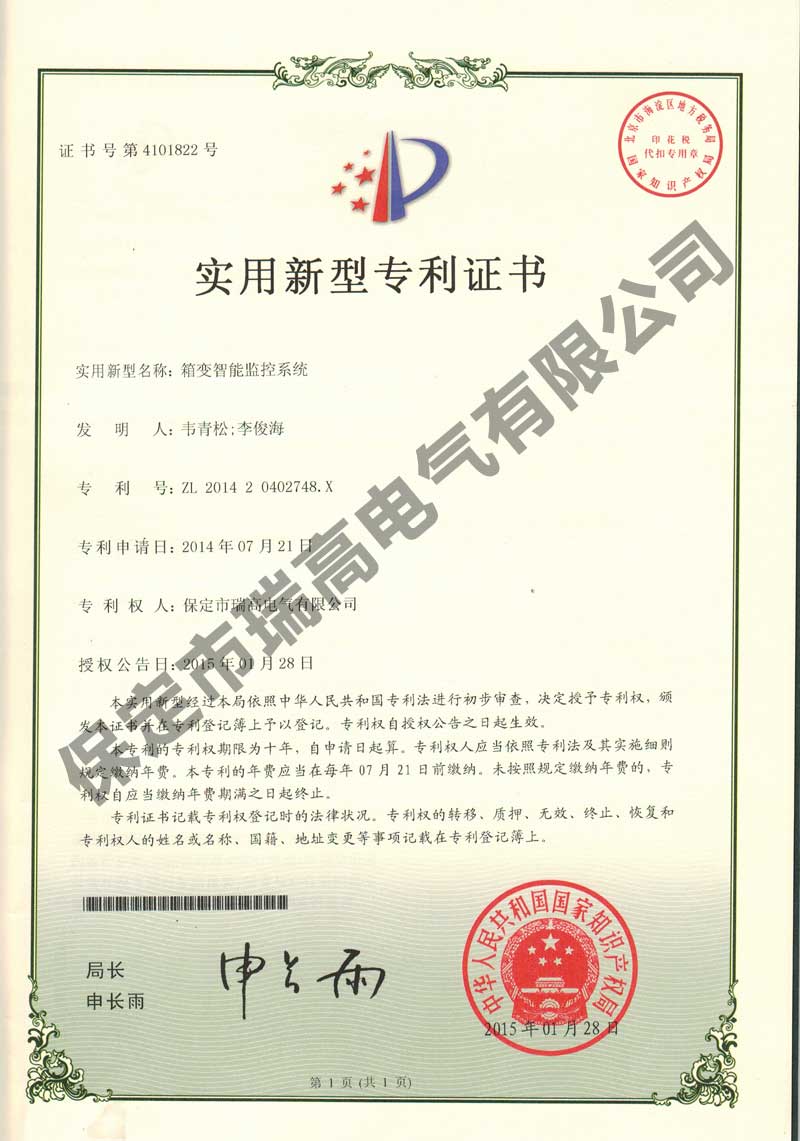 证书号第4101822号
北京市海淀区地方税务局
印花税
代扣专用章
国家知识产权局
实用新型专利证书
实用新型名称：箱变智能监控系统
发明人：韦青松;李俊海
专利号：ZL 2014 2 0402748.X
专利申请日：2014年07月21日
专利权人：保定市瑞高电气有限公司
授权公告日：2015年01月28日
本实用新型经过本局依照中华人民共和国专利法进行初步审查，决定授予专利权，颁
发本证书并在专利登记簿上予以登记。专利权自授权公告之日起生效。
本专利的专利权期限为十年，自申请日起算。专利权人应当依照专利法及其实施细则
规定缴纳年费。本专利的年费应当在每年07月21日前缴纳。未按照规定缴纳年费的，专
利权自应当缴纳年费期满之日起终止。
专利证书记载专利权登记时的法律状况。专利权的转移、质押、无效、终止、恢复和
专利权人的姓名或名称、国籍、地址变更等事项记载在专利登记簿上。
局长
申长雨
申长雨
中华人民共和国国家知识产权局
2015年01月28日
第1页(共1页)
保定市瑞高电气有限公司